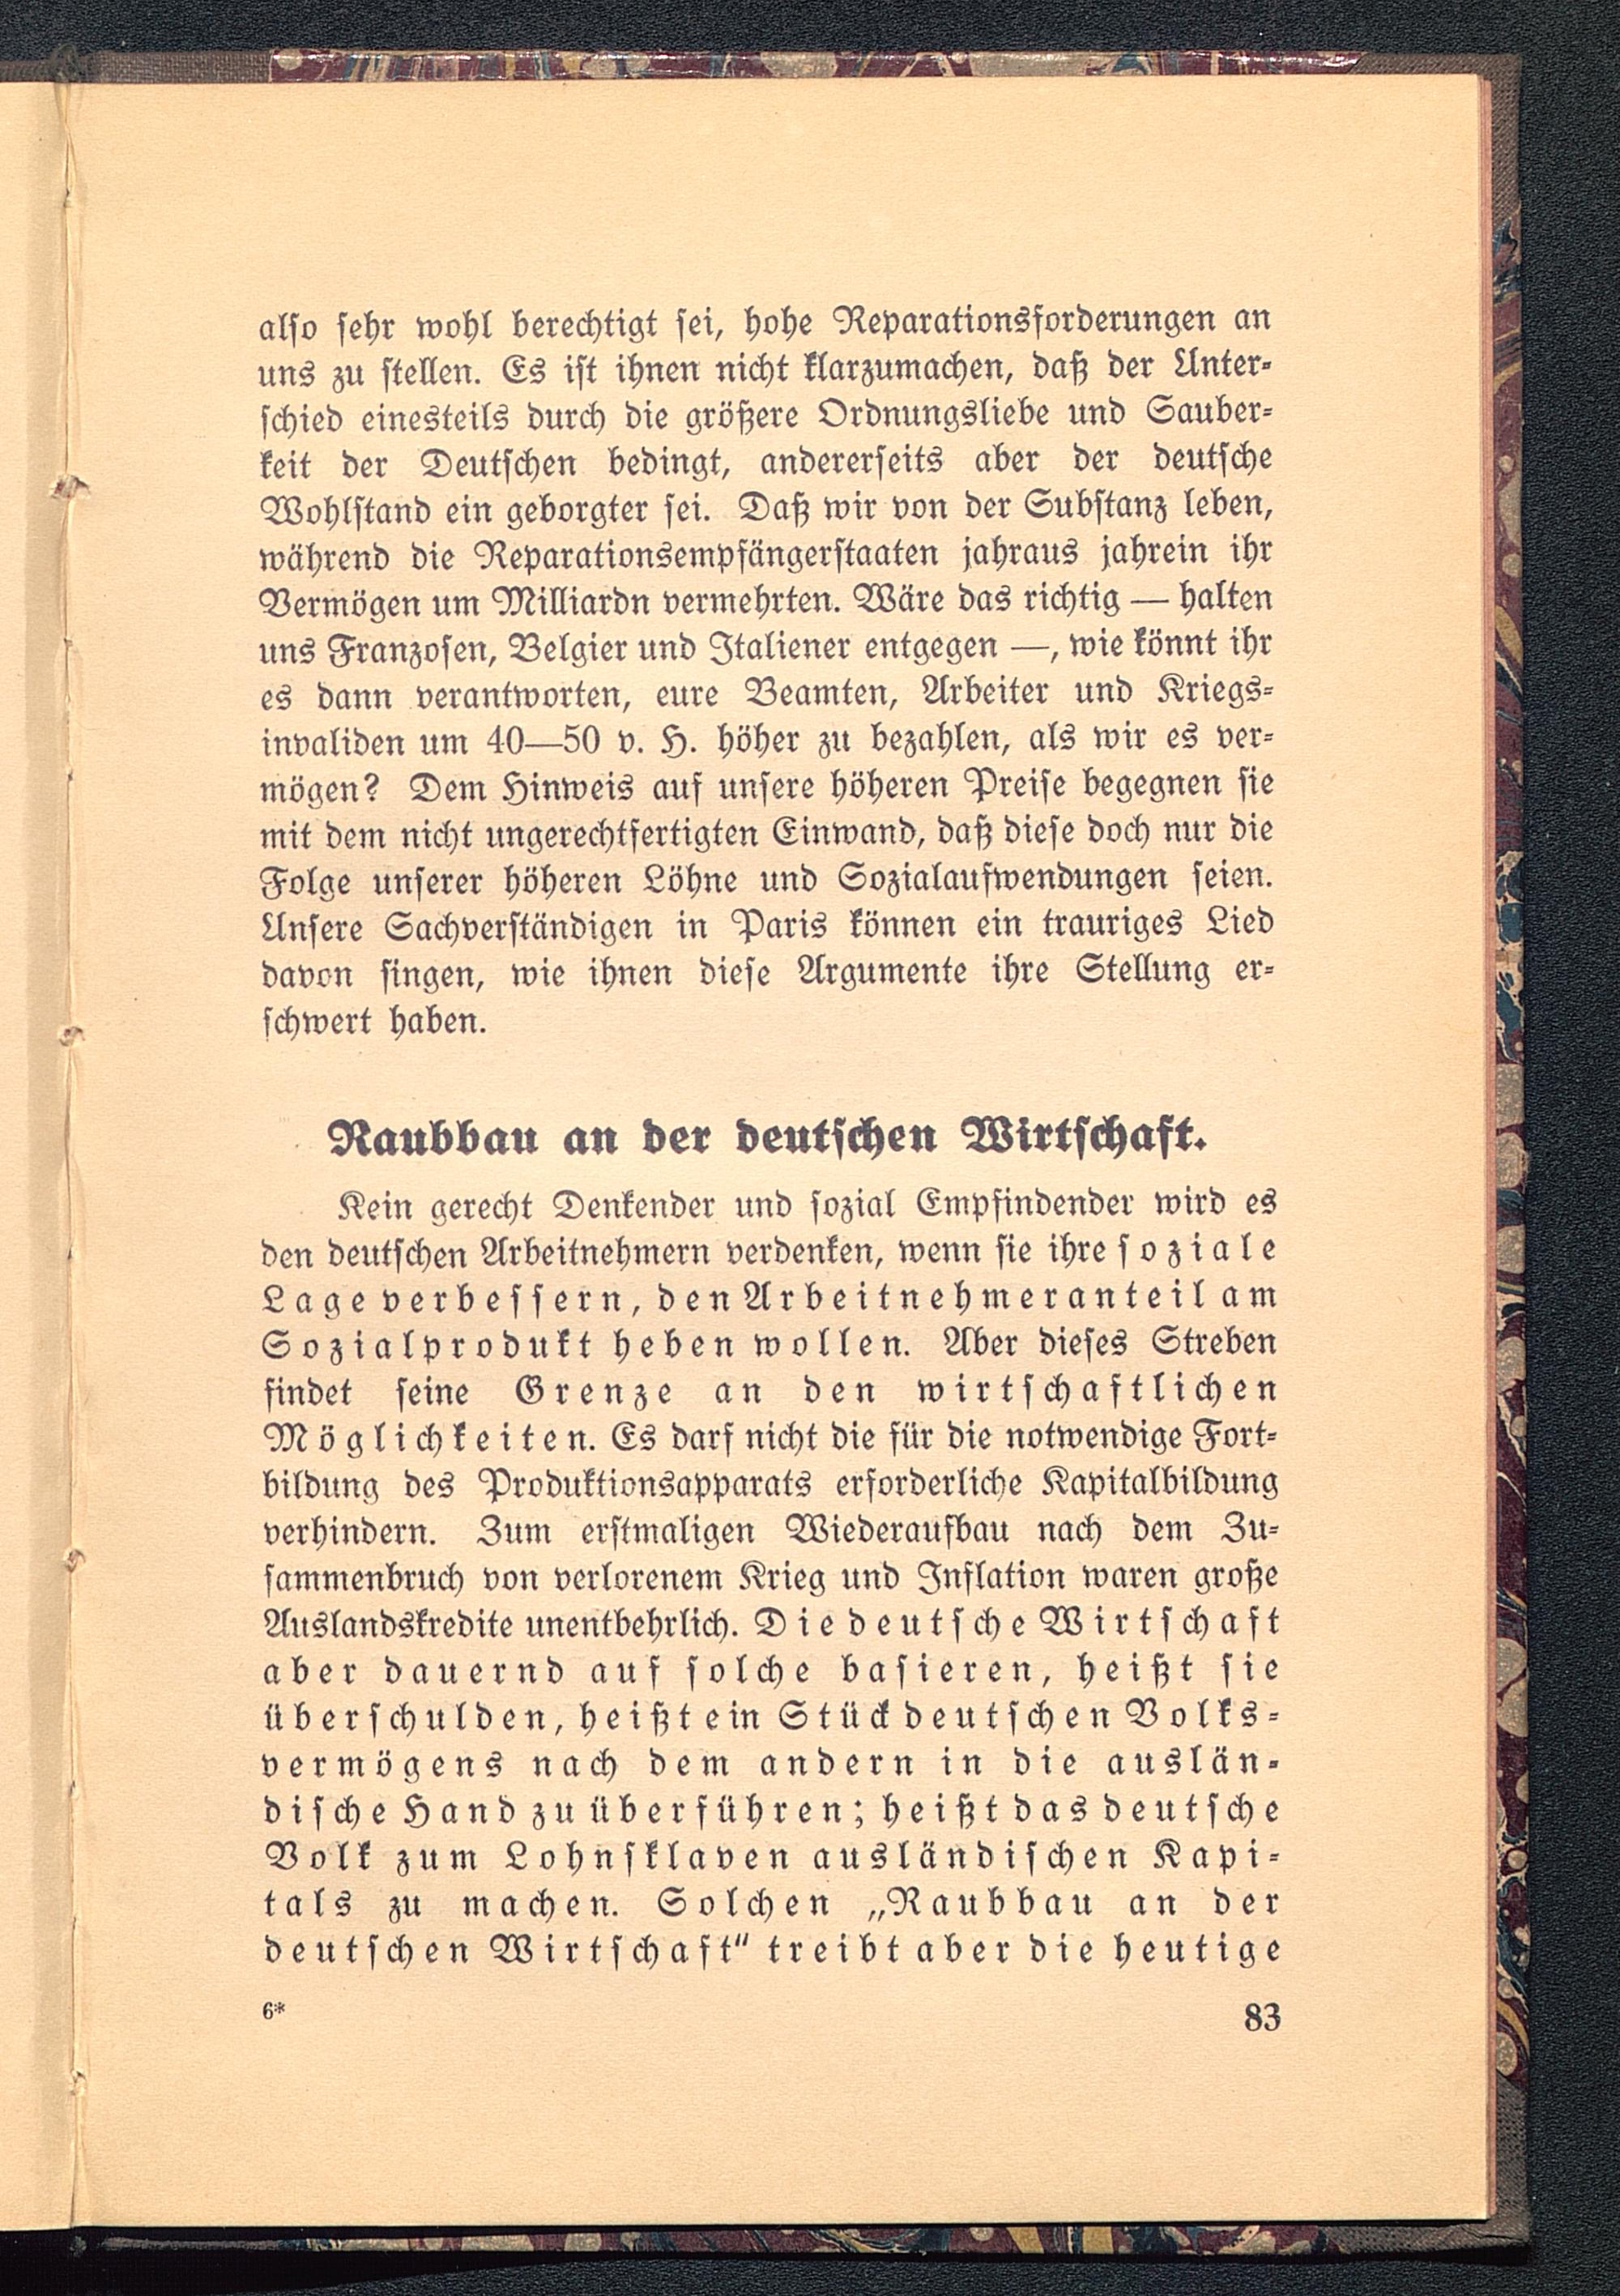 also sehr wohl berechtigt sei, hohe Reparationsforderungen an
uns zu stellen. Es ist ihnen nicht klarzumachen, daß der Unter-
schied einesteils durch die größere Ordnungsliebe und Sauber-
keit der Deutschen bedingt, andererseits aber der deutsche
Wohlstand ein geborgter sei. Daß wir von der Substanz leben,
während die Reparationsempfängerstaaten jahraus jahrein ihr
Vermögen um Milliardn vermehrten. Wäre das richtig — halten
uns Franzosen, Belgier und Italiener entgegen —, wie könnt ihr
es dann verantworten, eure Beamten, Arbeiter und Kriegs-
invaliden um 40—50 v. H. höher zu bezahlen, als wir es ver-
mögen? Dem Hinweis auf unsere höheren Preise begegnen sie
mit dem nicht ungerechtfertigten Einwand, daß diese doch nur die
Folge unserer höheren Löhne und Sozialaufwendungen seien.
Unsere Sachverständigen in Paris können ein trauriges Lied
davon singen, wie ihnen diese Argumente ihre Stellung er-
schwert haben.
Raubbau an der deutschen Wirtschaft.
Kein gerecht Denkender und sozial Empfindender wird es
den deutschen Arbeitnehmern verdenken, wenn sie ihre soziale
Lage verbessern, den Arbeitnehmeranteil am
Sozialprodukt heben wollen. Aber dieses Streben
findet seine Grenze an den wirtschaftlichen
Möglichkeiten. Es darf nicht die für die notwendige Fort-
bildung des Produktionsapparats erforderliche Kapitalbildung
verhindern. Zum erstmaligen Wiederaufbau nach dem Zu-
sammenbruch von verlorenem Krieg und Inflation waren große
Auslandskredite unentbehrlich. Die deutsche Wirtschaft
aber dauernd auf solche basieren, heißt sie
überschulden, heißt ein Stück deutschen Volks-
vermögens nach dem andern in die auslän-
dische Hand zu überführen; heißt das deutsche
Volk zum Lohnsklaven ausländischen Kapi-
tals zu machen. Solchen „Raubbau an der
deutschen Wirtschaft“ treibt aber die heutige
6*
83